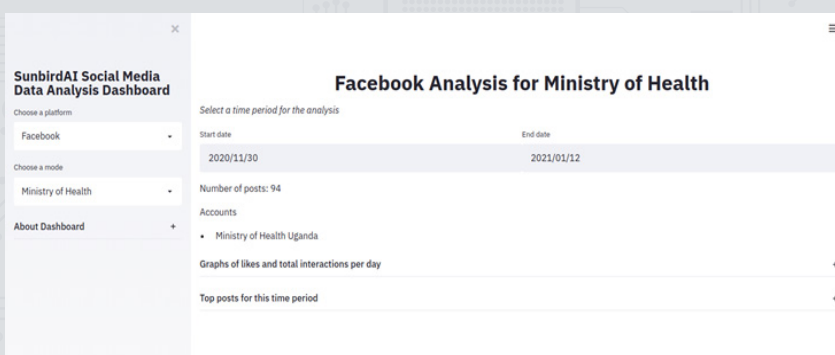 SunbirdAI Social Media
Data Analysis Dashboard
Choose a platform
Facebook
Choose a mode
Ministry of Health
About Dashboard +
Facebook Analysis for Ministry of Health
Select a time period for the analysis
Start date End date
2020/11/30 2021/01/12
Number of posts: 94
Accounts
• Ministry of Health Uganda
Graphs of likes and total interactions per day
Top posts for this time period